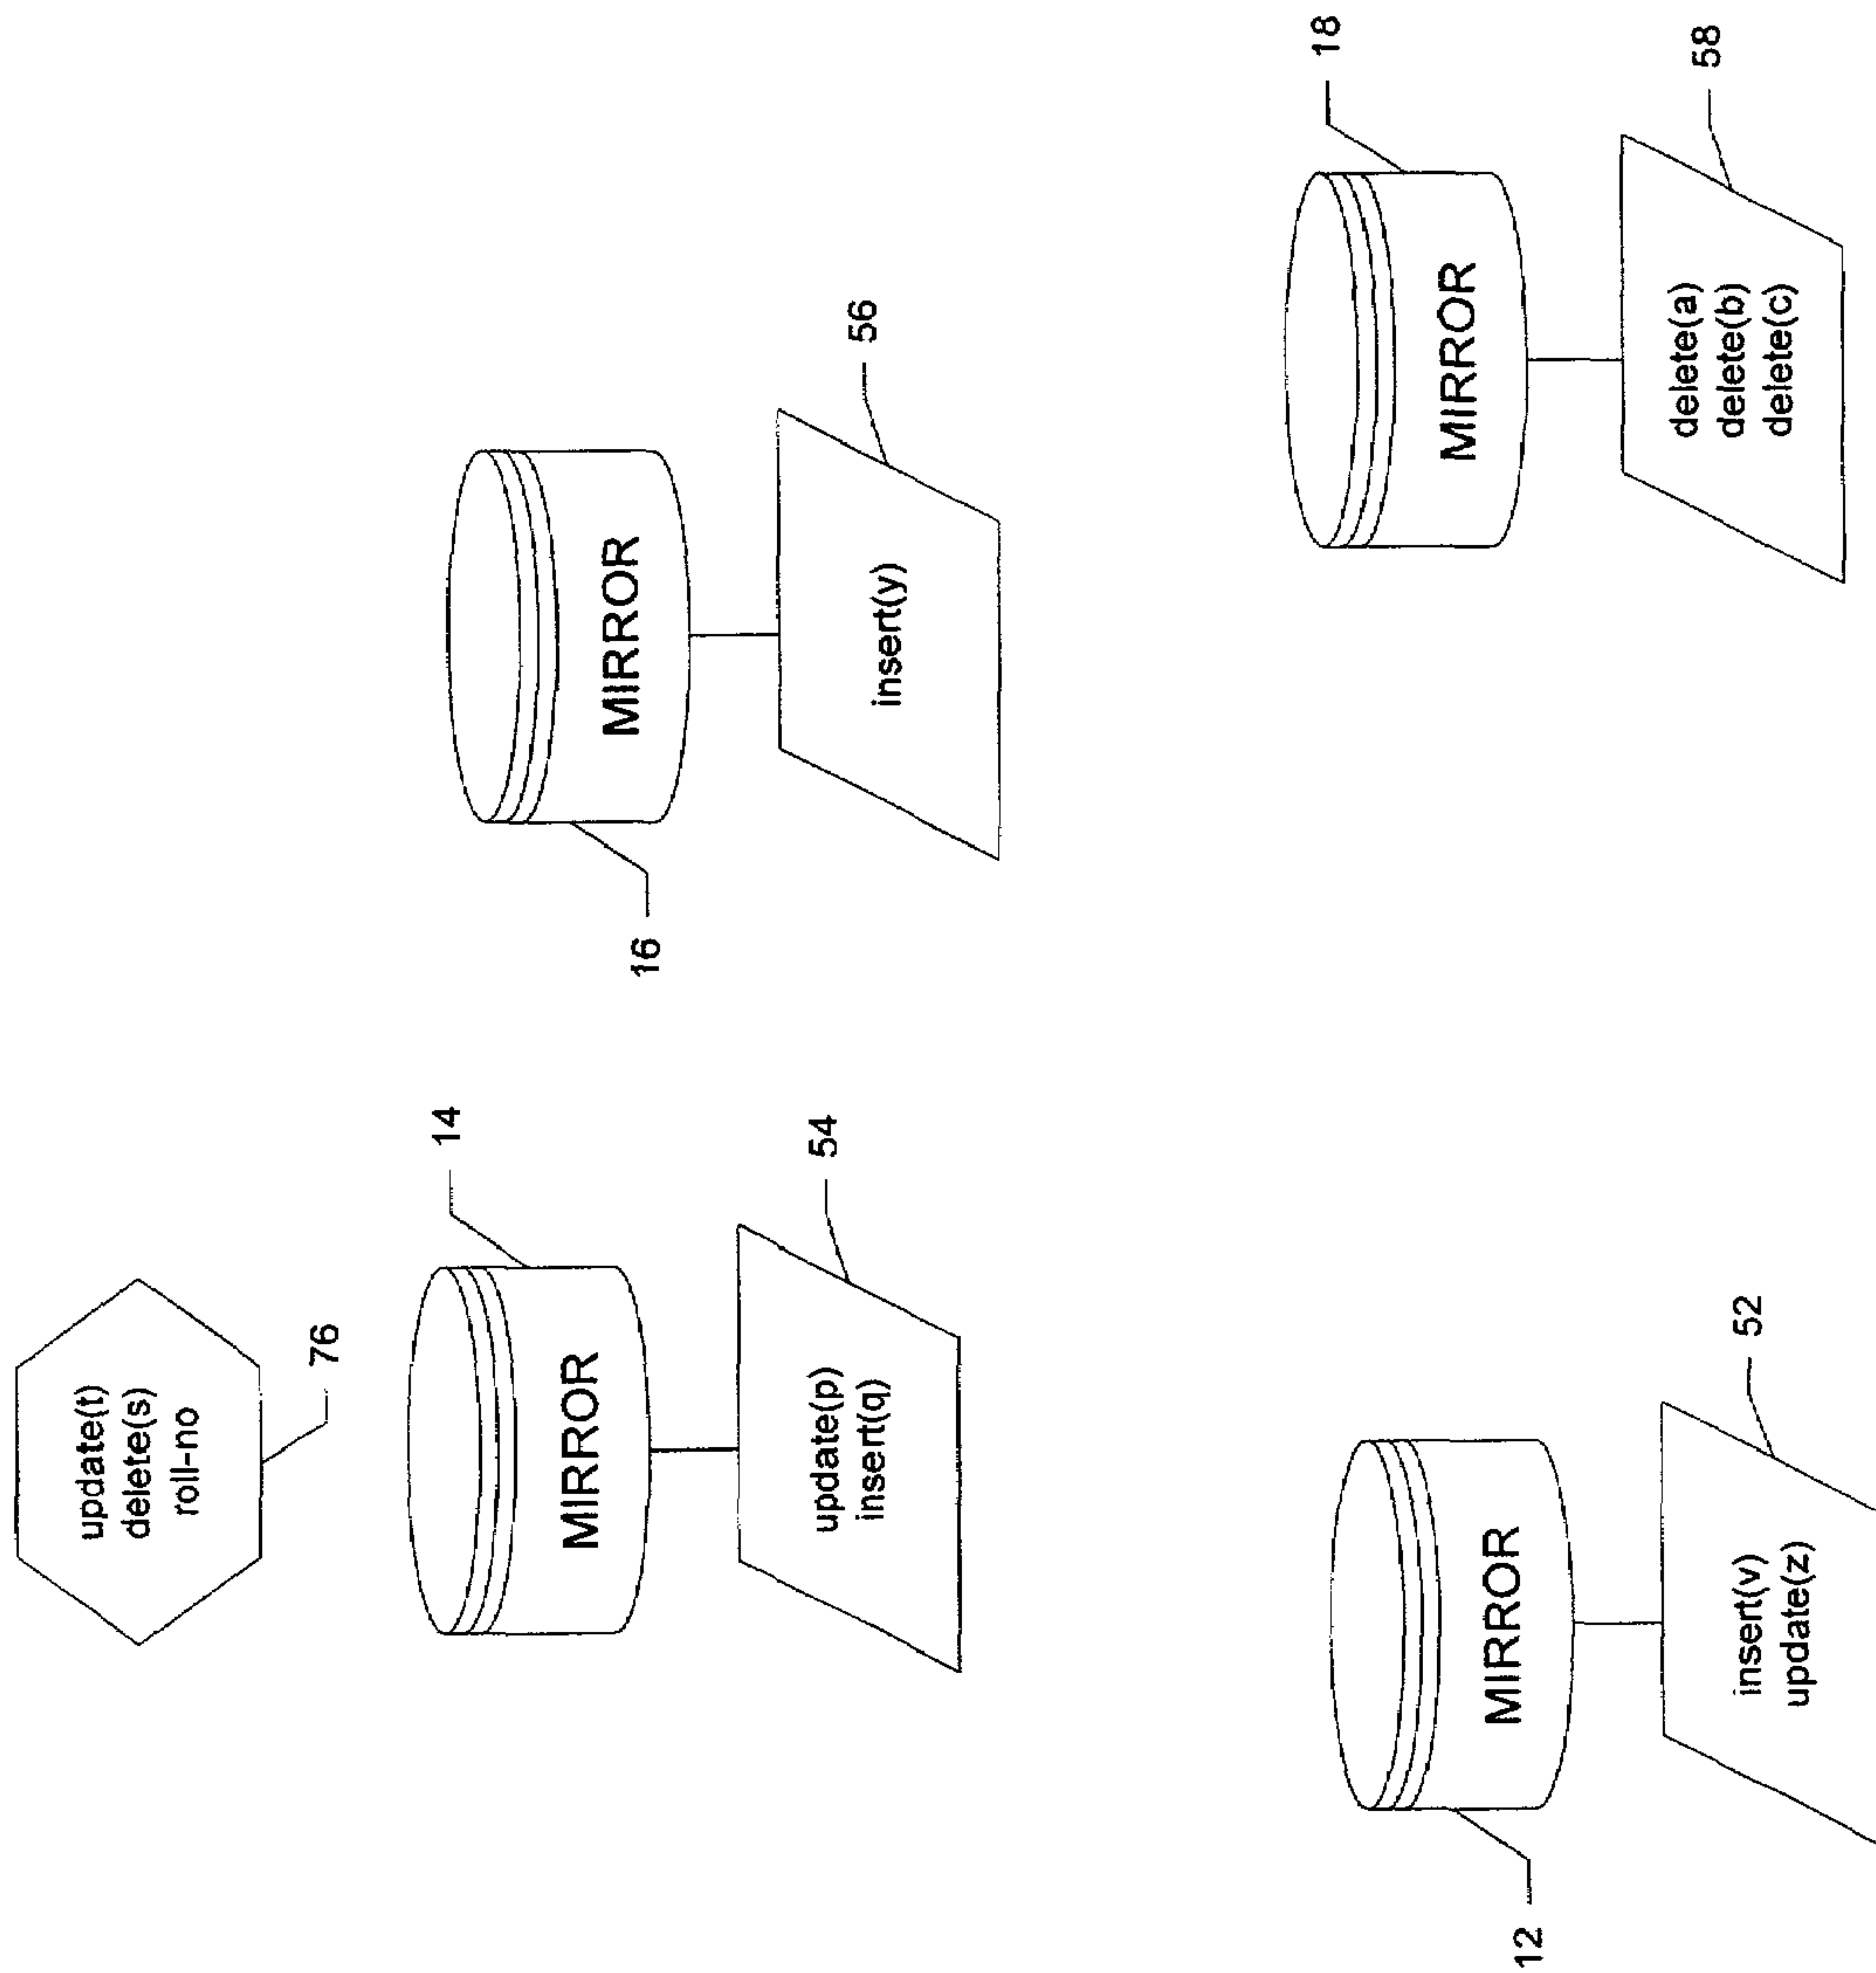 update(t)
delete(s)
roll-no
76
MIRROR
14
update(p)
insert(q)
54
MIRROR
16
insert(y)
56
MIRROR
12
insert(v)
update(z)
52
MIRROR
18
delete(a)
delete(b)
delete(c)
58